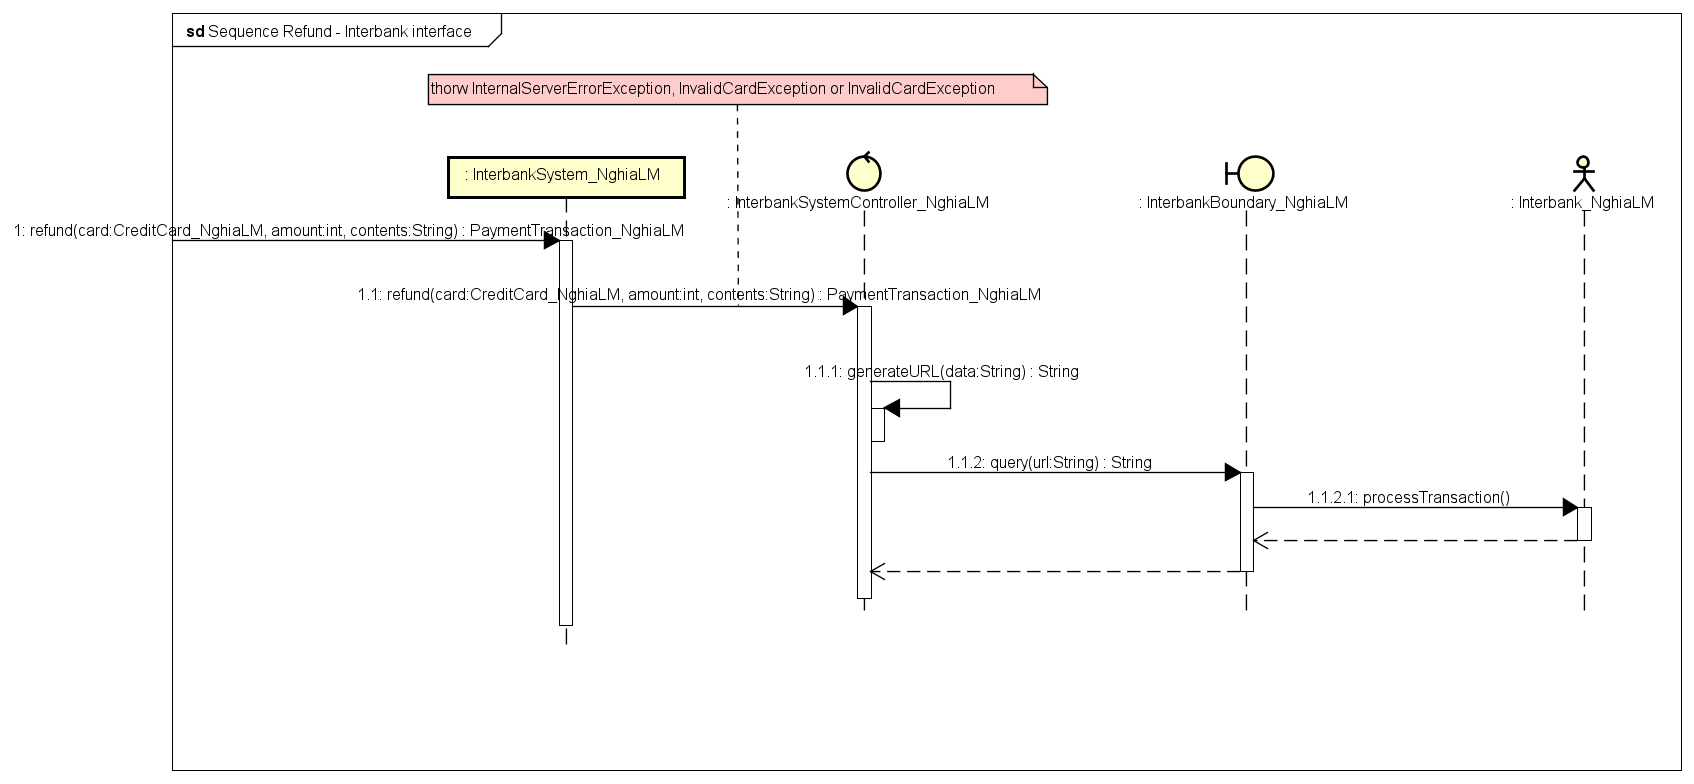 sd Sequence Refund - Interbank interface
thorw InternalServerErrorException, InvalidCardException or InvalidCardException
: InterbankSystem_NghiaLM
: InterbankSystemController_NghiaLM
: InterbankBoundary_NghiaLM
: Interbank_NghiaLM
1: refund(card:CreditCard_NghiaLM, amount:int, contents:String) : PaymentTransaction_NghiaLM
1.1: refund(card:CreditCard_NghiaLM, amount:int, contents:String) : PaymentTransaction_NghiaLM
1.1.1: generateURL(data:String) : String
1.1.2: query(url:String) : String
1.1.2.1: processTransaction()